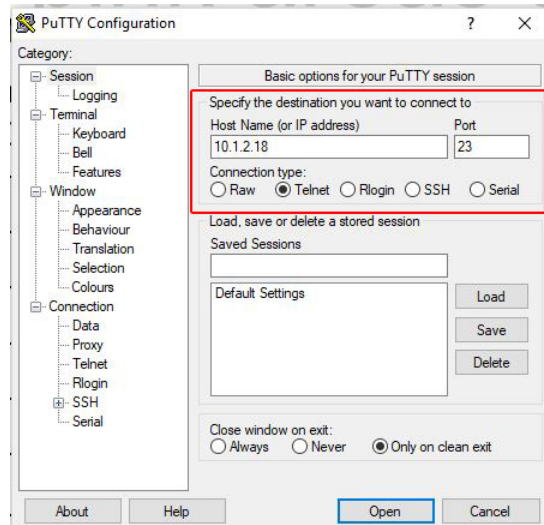 PuTTY Configuration ? ×
Category:
Session
Logging
Terminal
Keyboard
Bell
Features
Window
Appearance
Behaviour
Translation
Selection
Colours
Connection
Data
Proxy
Telnet
Rlogin
SSH
Serial
Basic options for your PuTTY session
Specify the destination you want to connect to
Host Name (or IP address) Port
10.1.2.18 23
Connection type:
Raw Telnet Rlogin SSH Serial
Load, save or delete a stored session
Saved Sessions
Default Settings
Load
Save
Delete
Close window on exit:
Always Never Only on clean exit
About Help Open Cancel